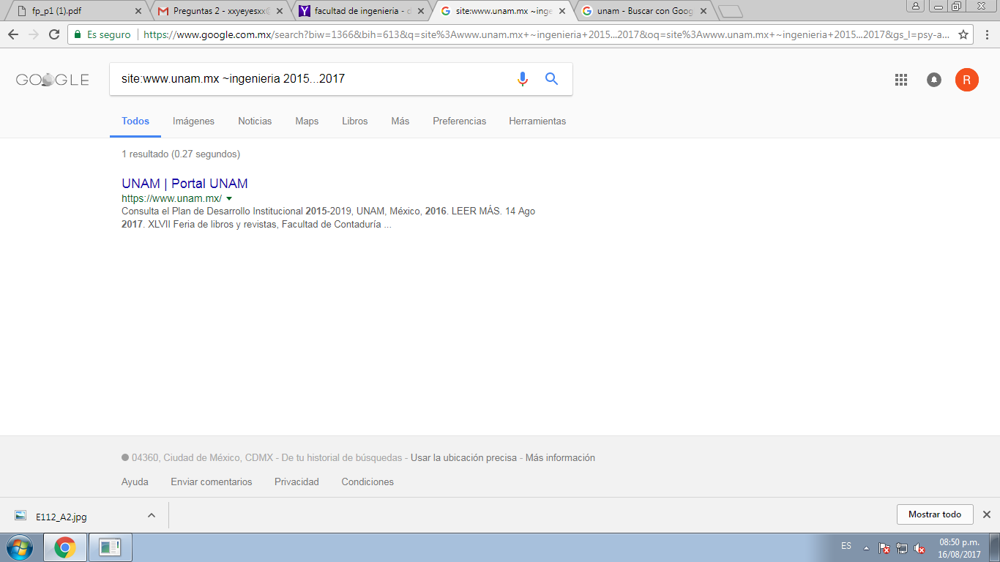 fp_p1 (1).pdf
Preguntas 2 - xxyeyesxx@
facultad de ingenieria - d
site:www.unam.mx ~inge
unam - Buscar con Goog
Es seguro
https://www.google.com.mx/search?biw=1366&bih=613&q=site%3Awww.unam.mx+~ingenieria+2015...2017&oq=site%3Awww.unam.mx+~ingenieria+2015...2017&gs_l=psy-a...
GOOGLE
site:www.unam.mx ~ingenieria 2015...2017
R
Todos Imágenes Noticias Maps Libros Más Preferencias Herramientas
1 resultado (0.27 segundos)
UNAM | Portal UNAM
https://www.unam.mx/
Consulta el Plan de Desarrollo Institucional 2015-2019, UNAM, México, 2016. LEER MÁS. 14 Ago
2017. XLVII Feria de libros y revistas, Facultad de Contaduría ...
04360, Ciudad de México, CDMX - De tu historial de búsquedas - Usar la ubicación precisa - Más información
Ayuda Enviar comentarios Privacidad Condiciones
E112_A2.jpg
Mostrar todo
ES
08:50 p.m.
16/08/2017